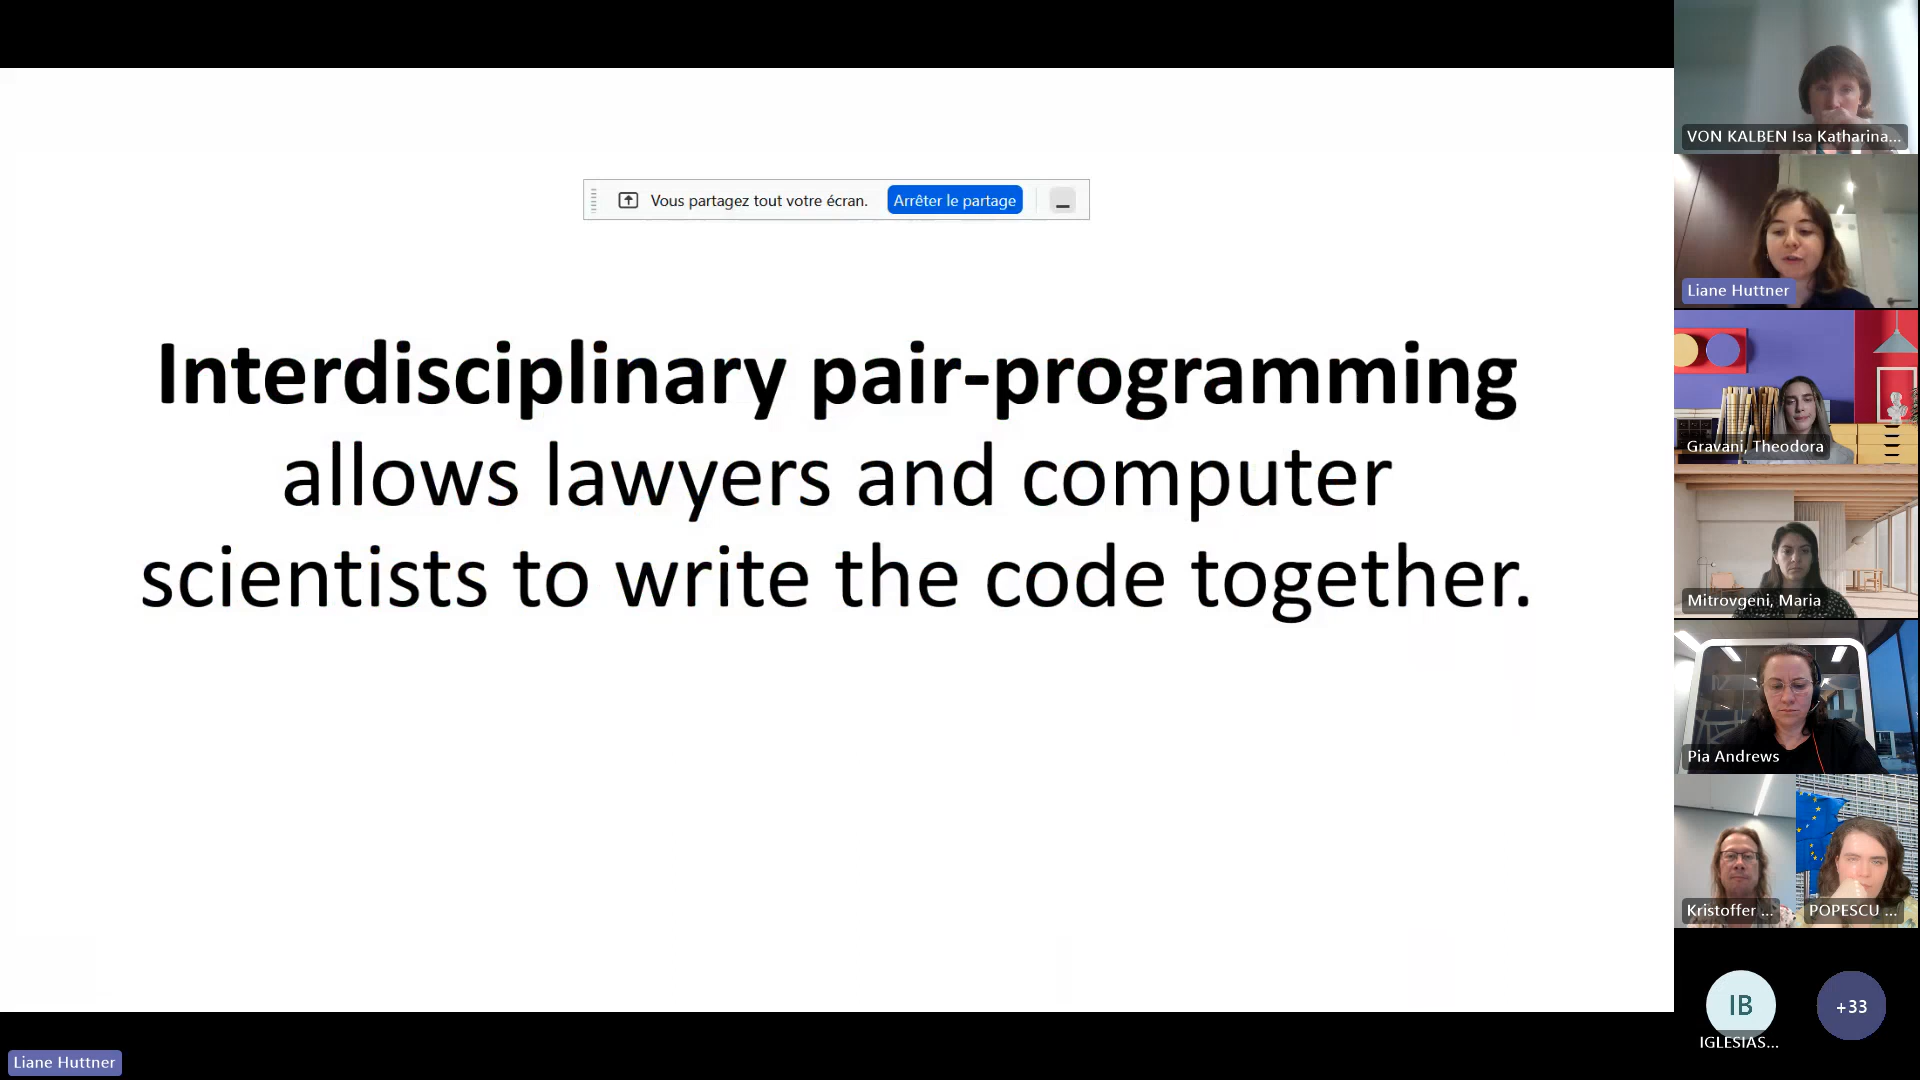 VON KALBEN Isa Katharina...
Vous partagez tout votre écran. Arrêter le partage
Liane Huttner
Interdisciplinary pair-programming
allows lawyers and computer
scientists to write the code together.
Gravani, Theodora
Mitrovgeni, Maria
Pia Andrews
Kristoffer ...
POPESCU ...
IB
+33
IGLESIAS...
Liane Huttner